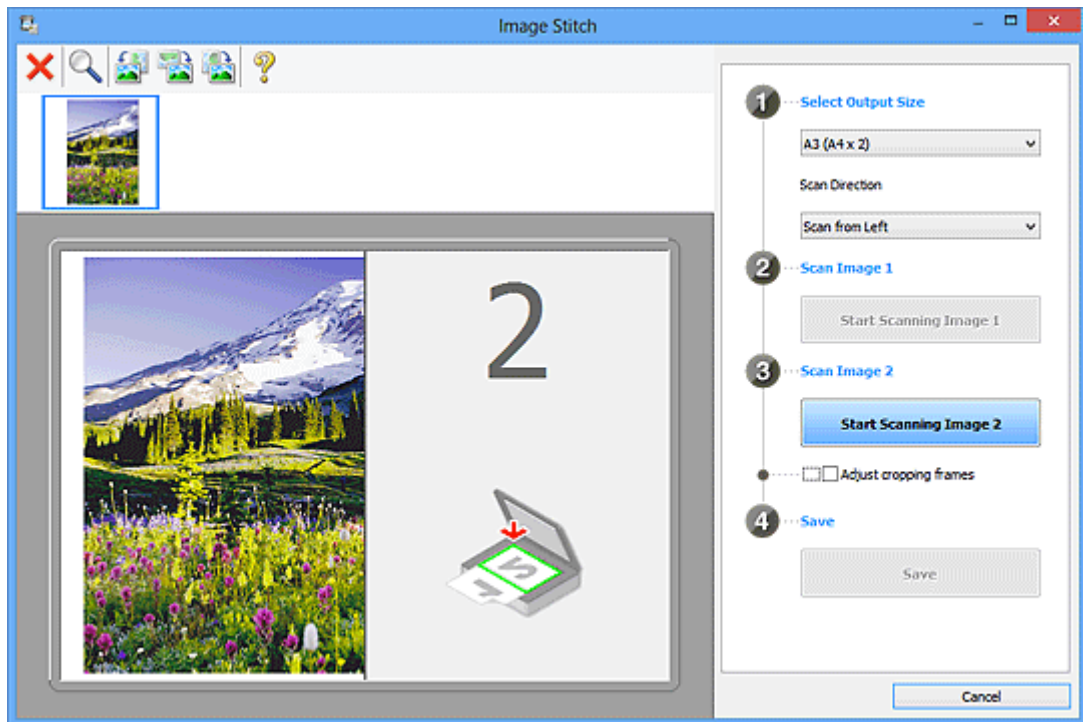 Image Stitch
1 Select Output Size
A3 (A4 x 2)
Scan Direction
Scan from Left
2 Scan Image 1
Start Scanning Image 1
3 Scan Image 2
Start Scanning Image 2
Adjust cropping frames
4 Save
Save
2
1 2
Cancel